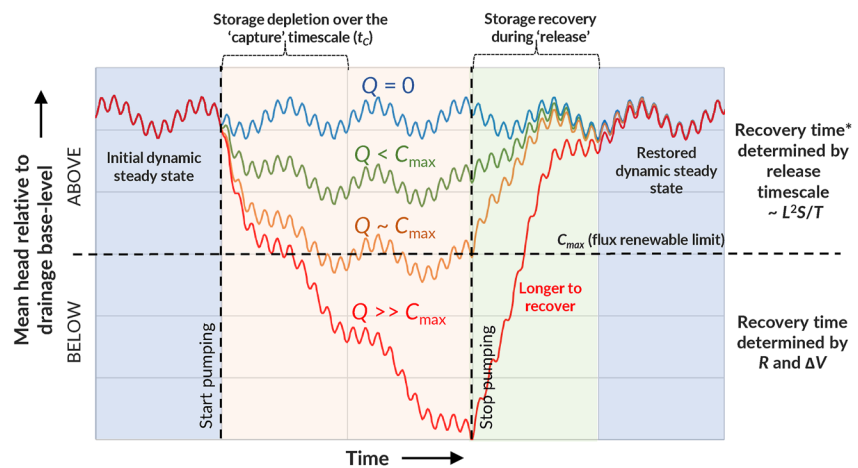 Storage depletion over the
'capture' timescale (tC)
Storage recovery
during 'release'
Q = 0
Initial dynamic
steady state
Q < Cmax
Restored
dynamic steady
state
Q ~ Cmax
Cmax (flux renewable limit)
Q >> Cmax
Longer to
recover
Start pumping
Stop pumping
Mean head relative to
drainage base-level
ABOVE
BELOW
Time
Recovery time*
determined by
release
timescale
~ L²S/T
Recovery time
determined by
R and ΔV